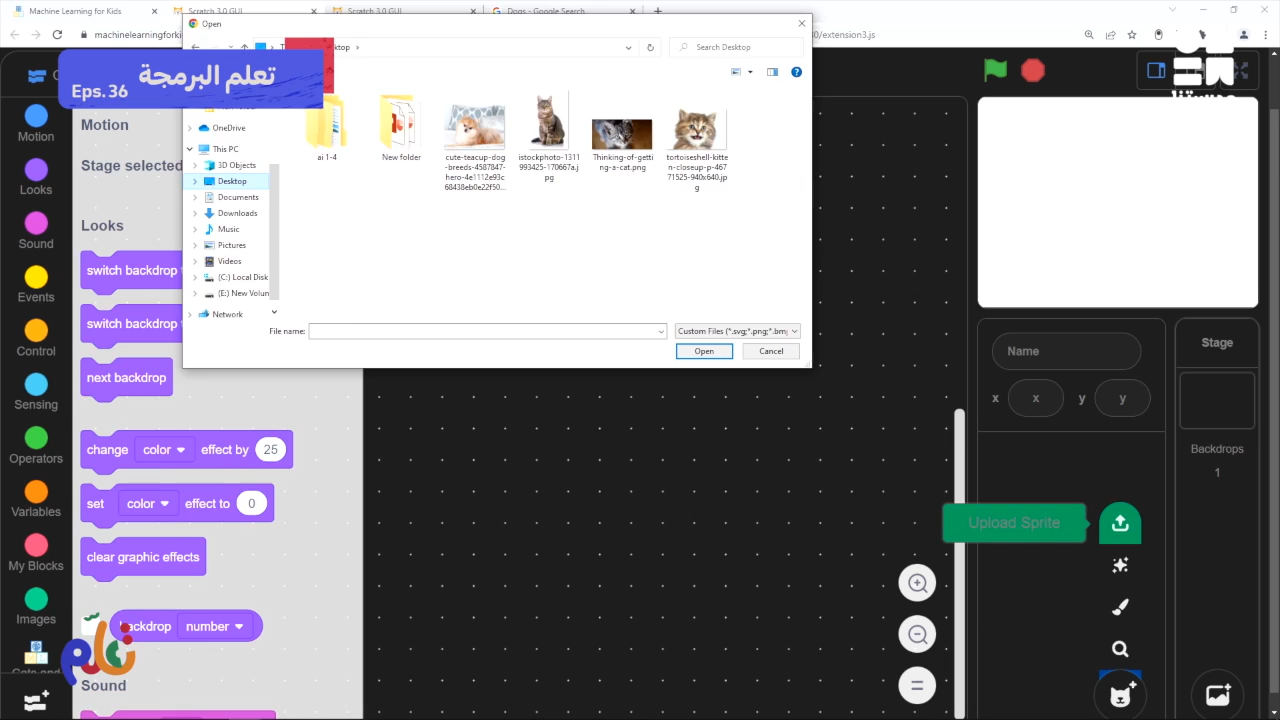 Machine Learning for Kids
Scratch 3.0 GUI
Scratch 3.0 GUI
Dogs - Google Search
Open
machinelearningforki
/extension3.js
Search Desktop
تعلم البرمجة
Eps. 36
OneDrive
This PC
3D Objects
Desktop
Documents
Downloads
Music
Pictures
Videos
(C:) Local Disk
(E:) New Volun
Network
ai 1-4
New folder
cute-teacup-dog
-breeds-4587847-
hero-4e1112e93c
68438eb0e22f50...
istockphoto-1311
993425-170667a.j
pg
Thinking-of-getti
ng-a-cat.png
tortoiseshell-kitte
n-closeup-p-46
71525-940x640.jp
g
File name:
Custom Files (*.svg;*.png;*.bmp
Open
Cancel
Motion
Looks
Sound
Events
Control
Sensing
Operators
Variables
My Blocks
Images
Motion
Stage selected
Looks
switch backdrop
switch backdrop
next backdrop
change color effect by 25
set color effect to 0
clear graphic effects
backdrop number
Sound
نتعلم
مدرستنا
Name
x x y y
Stage
Backdrops
1
Upload Sprite